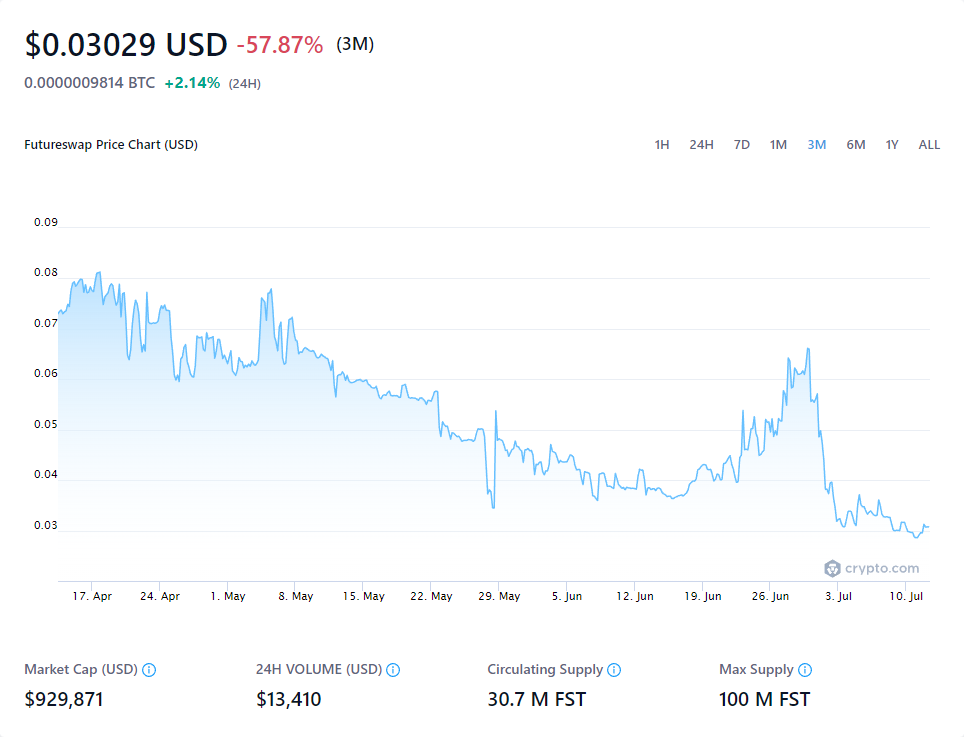 $0.03029 USD -57.87% (3M)
0.0000009814 BTC +2.14% (24H)
Futureswap Price Chart (USD) 1H 24H 7D 1M 3M 6M 1Y ALL
0.09
0.08
0.07
0.06
0.05
0.04
0.03
crypto.com
17. Apr 24. Apr 1. May 8. May 15. May 22. May 29. May 5. Jun 12. Jun 19. Jun 26. Jun 3. Jul 10. Jul
Market Cap (USD) 24H VOLUME (USD) Circulating Supply Max Supply
$929,871 $13,410 30.7 M FST 100 M FST